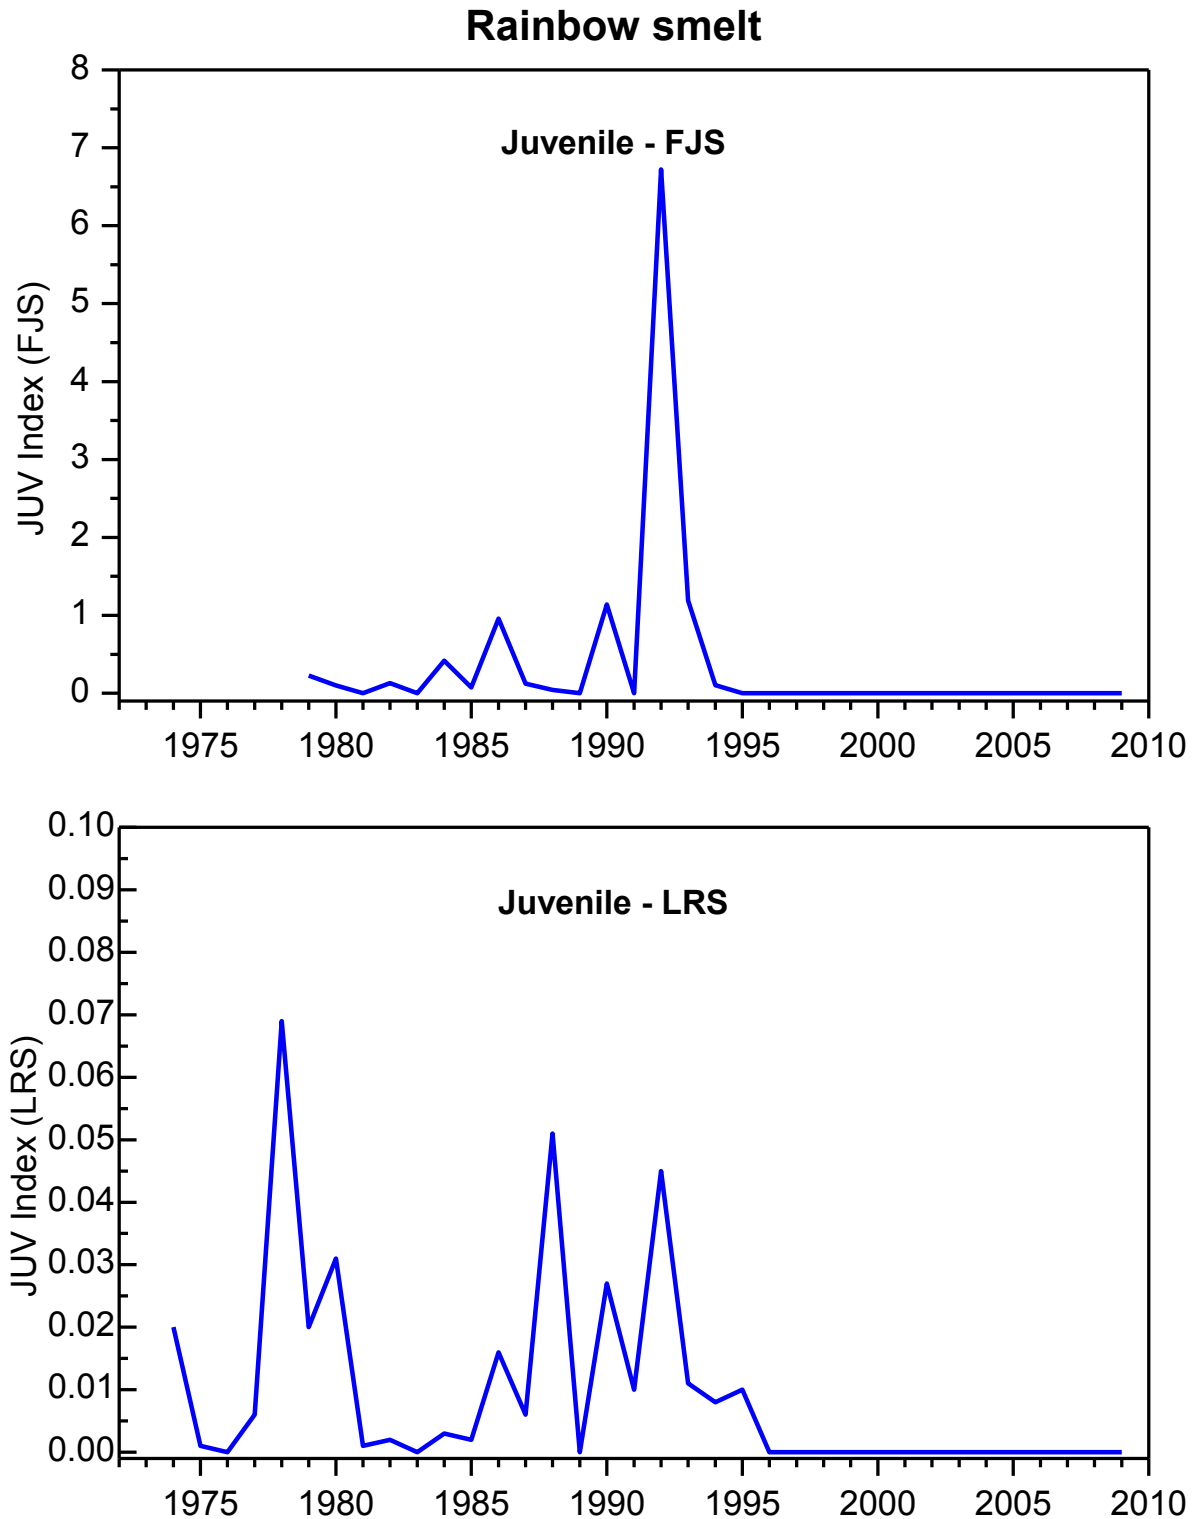 Rainbow smelt
8
7
6
5
4
3
2
1
0
JUV Index (FJS)
Juvenile - FJS
1975 1980 1985 1990 1995 2000 2005 2010
0.10
0.09
0.08
0.07
0.06
0.05
0.04
0.03
0.02
0.01
0.00
JUV Index (LRS)
Juvenile - LRS
1975 1980 1985 1990 1995 2000 2005 2010